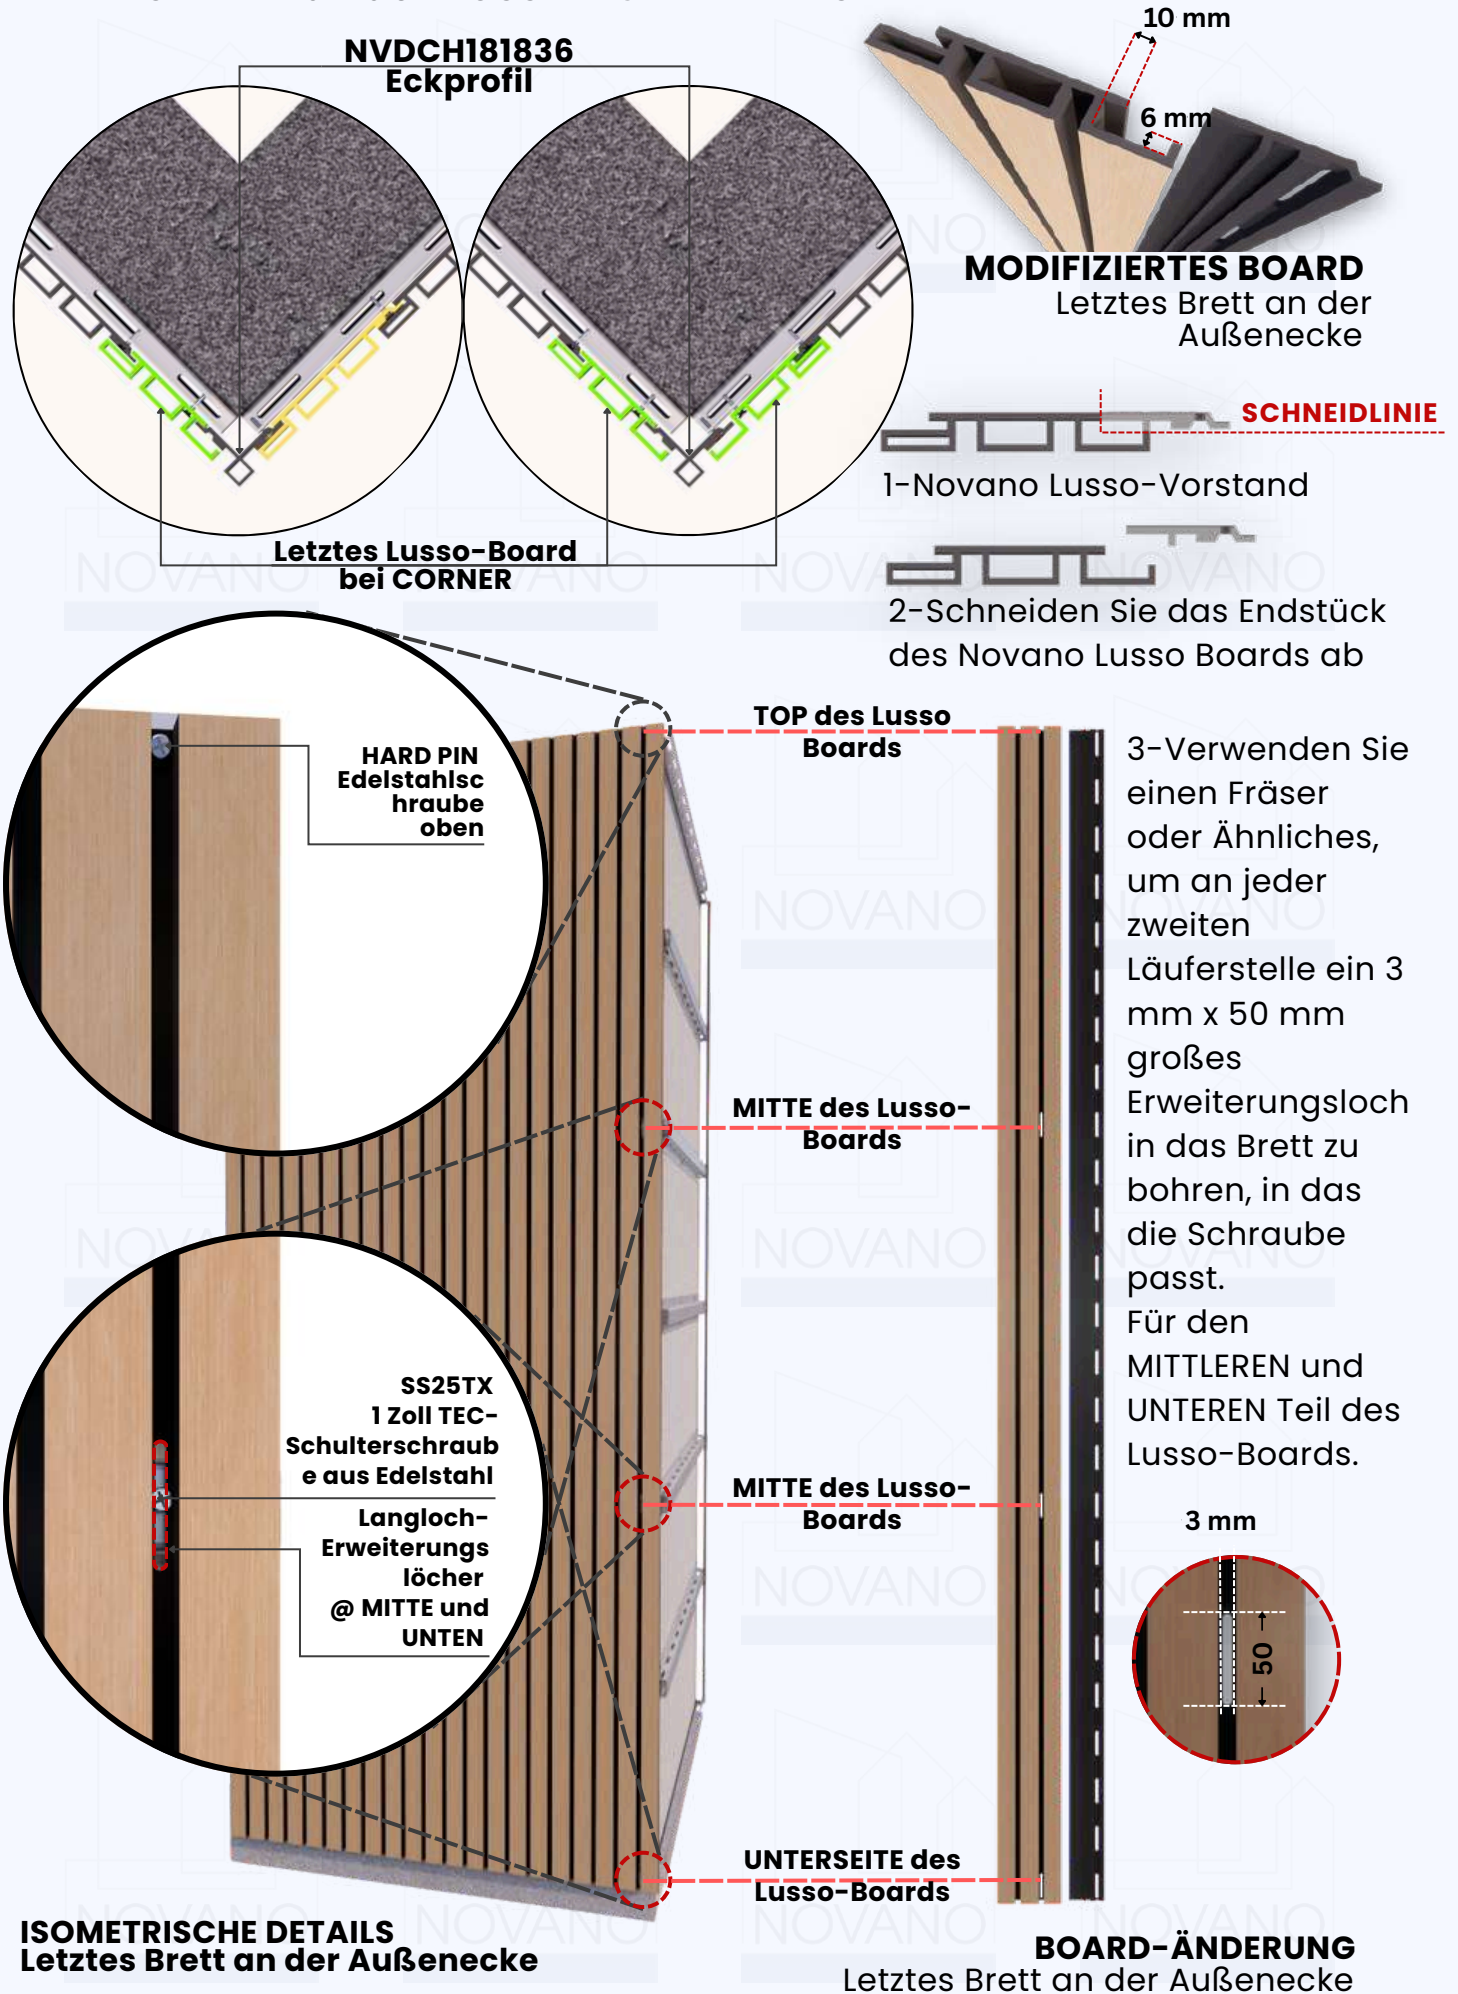 NVDCH181836
Eckprofil
10 mm
6 mm
MODIFIZIERTES BOARD
Letztes Brett an der
Außenecke
SCHNEIDLINIE
1-Novano Lusso-Vorstand
Letztes Lusso-Board
bei CORNER
2-Schneiden Sie das Endstück
des Novano Lusso Boards ab
HARD PIN
Edelstahlsc
hraube
oben
TOP des Lusso
Boards
MITTE des Lusso-
Boards
3-Verwenden Sie
einen Fräser
oder Ähnliches,
um an jeder
zweiten
Läuferstelle ein 3
mm x 50 mm
großes
Erweiterungsloch
in das Brett zu
bohren, in das
die Schraube
passt.
Für den
MITTLEREN und
UNTEREN Teil des
Lusso-Boards.
SS25TX
1 Zoll TEC-
Schulterschraub
e aus Edelstahl
Langloch-
Erweiterungs
löcher
@ MITTE und
UNTEN
MITTE des Lusso-
Boards
3 mm
50
UNTERSEITE des
Lusso-Boards
ISOMETRISCHE DETAILS
Letztes Brett an der Außenecke
BOARD-ÄNDERUNG
Letztes Brett an der Außenecke
NOVANO